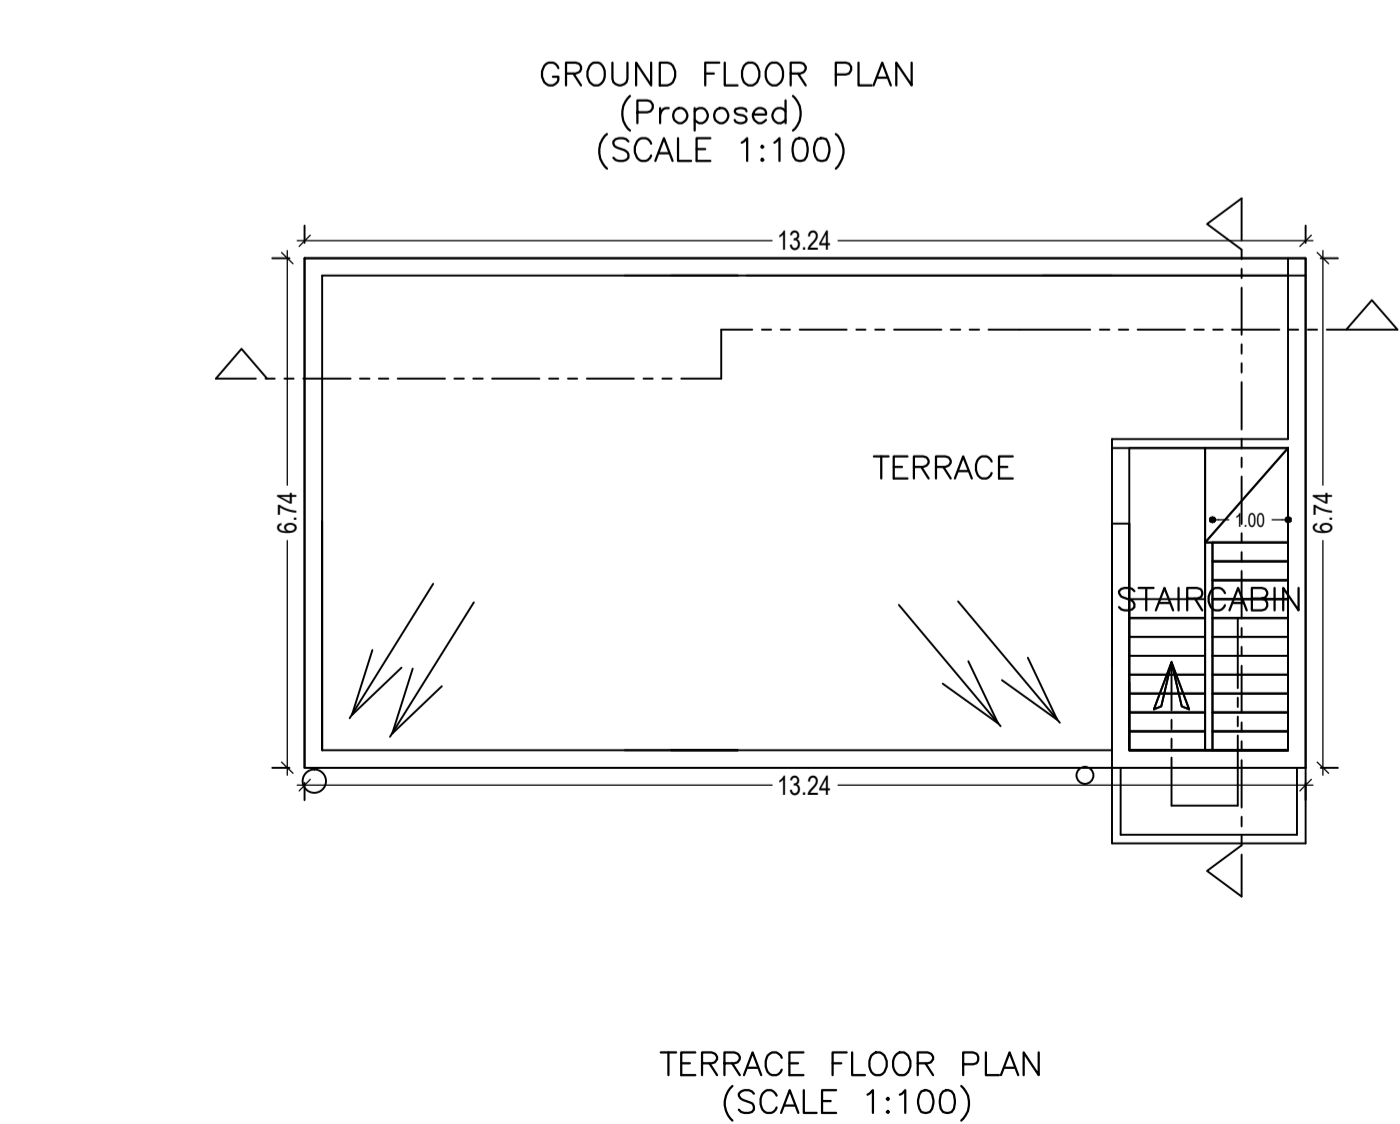 GROUND FLOOR PLAN
(Proposed)
(SCALE 1:100)
13.24
TERRACE
6.74
6.74
1.00
STAIRCABIN
13.24
TERRACE FLOOR PLAN
(SCALE 1:100)